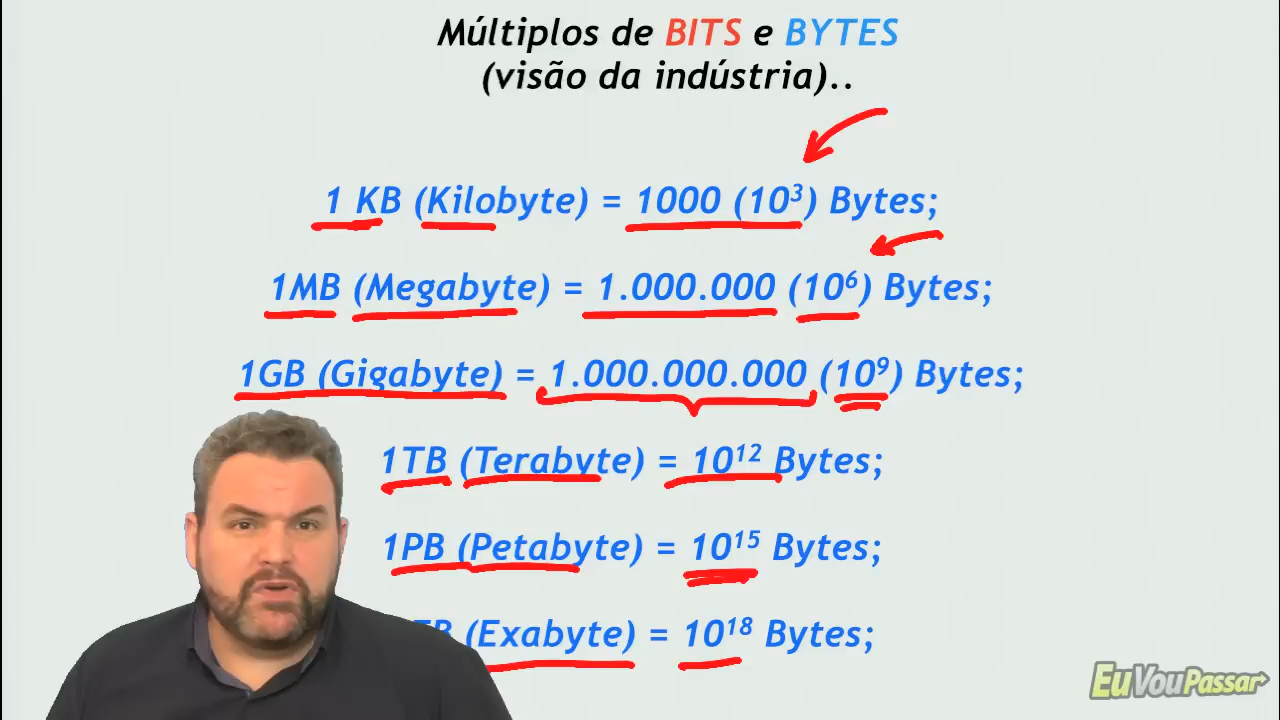 Múltiplos de BITS e BYTES
(visão da indústria)..
1 KB (Kilobyte) = 1000 (10³) Bytes;
1MB (Megabyte) = 1.000.000 (10⁶) Bytes;
1GB (Gigabyte) = 1.000.000.000 (10⁹) Bytes;
1TB (Terabyte) = 10¹² Bytes;
1PB (Petabyte) = 10¹⁵ Bytes;
(Exabyte) = 10¹⁸ Bytes;
EuVouPassar